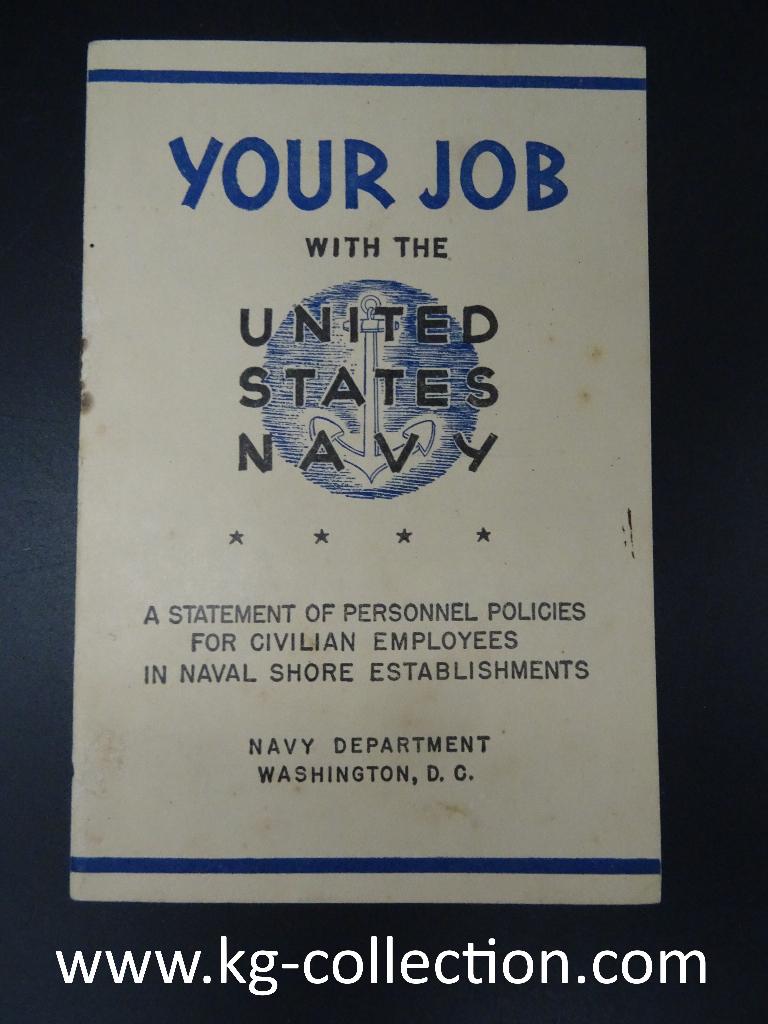 YOUR JOB
WITH THE
UNITED
STATES
NAVY
A STATEMENT OF PERSONNEL POLICIES
FOR CIVILIAN EMPLOYEES
IN NAVAL SHORE ESTABLISHMENTS
NAVY DEPARTMENT
WASHINGTON, D. C.
www.kg-collection.com